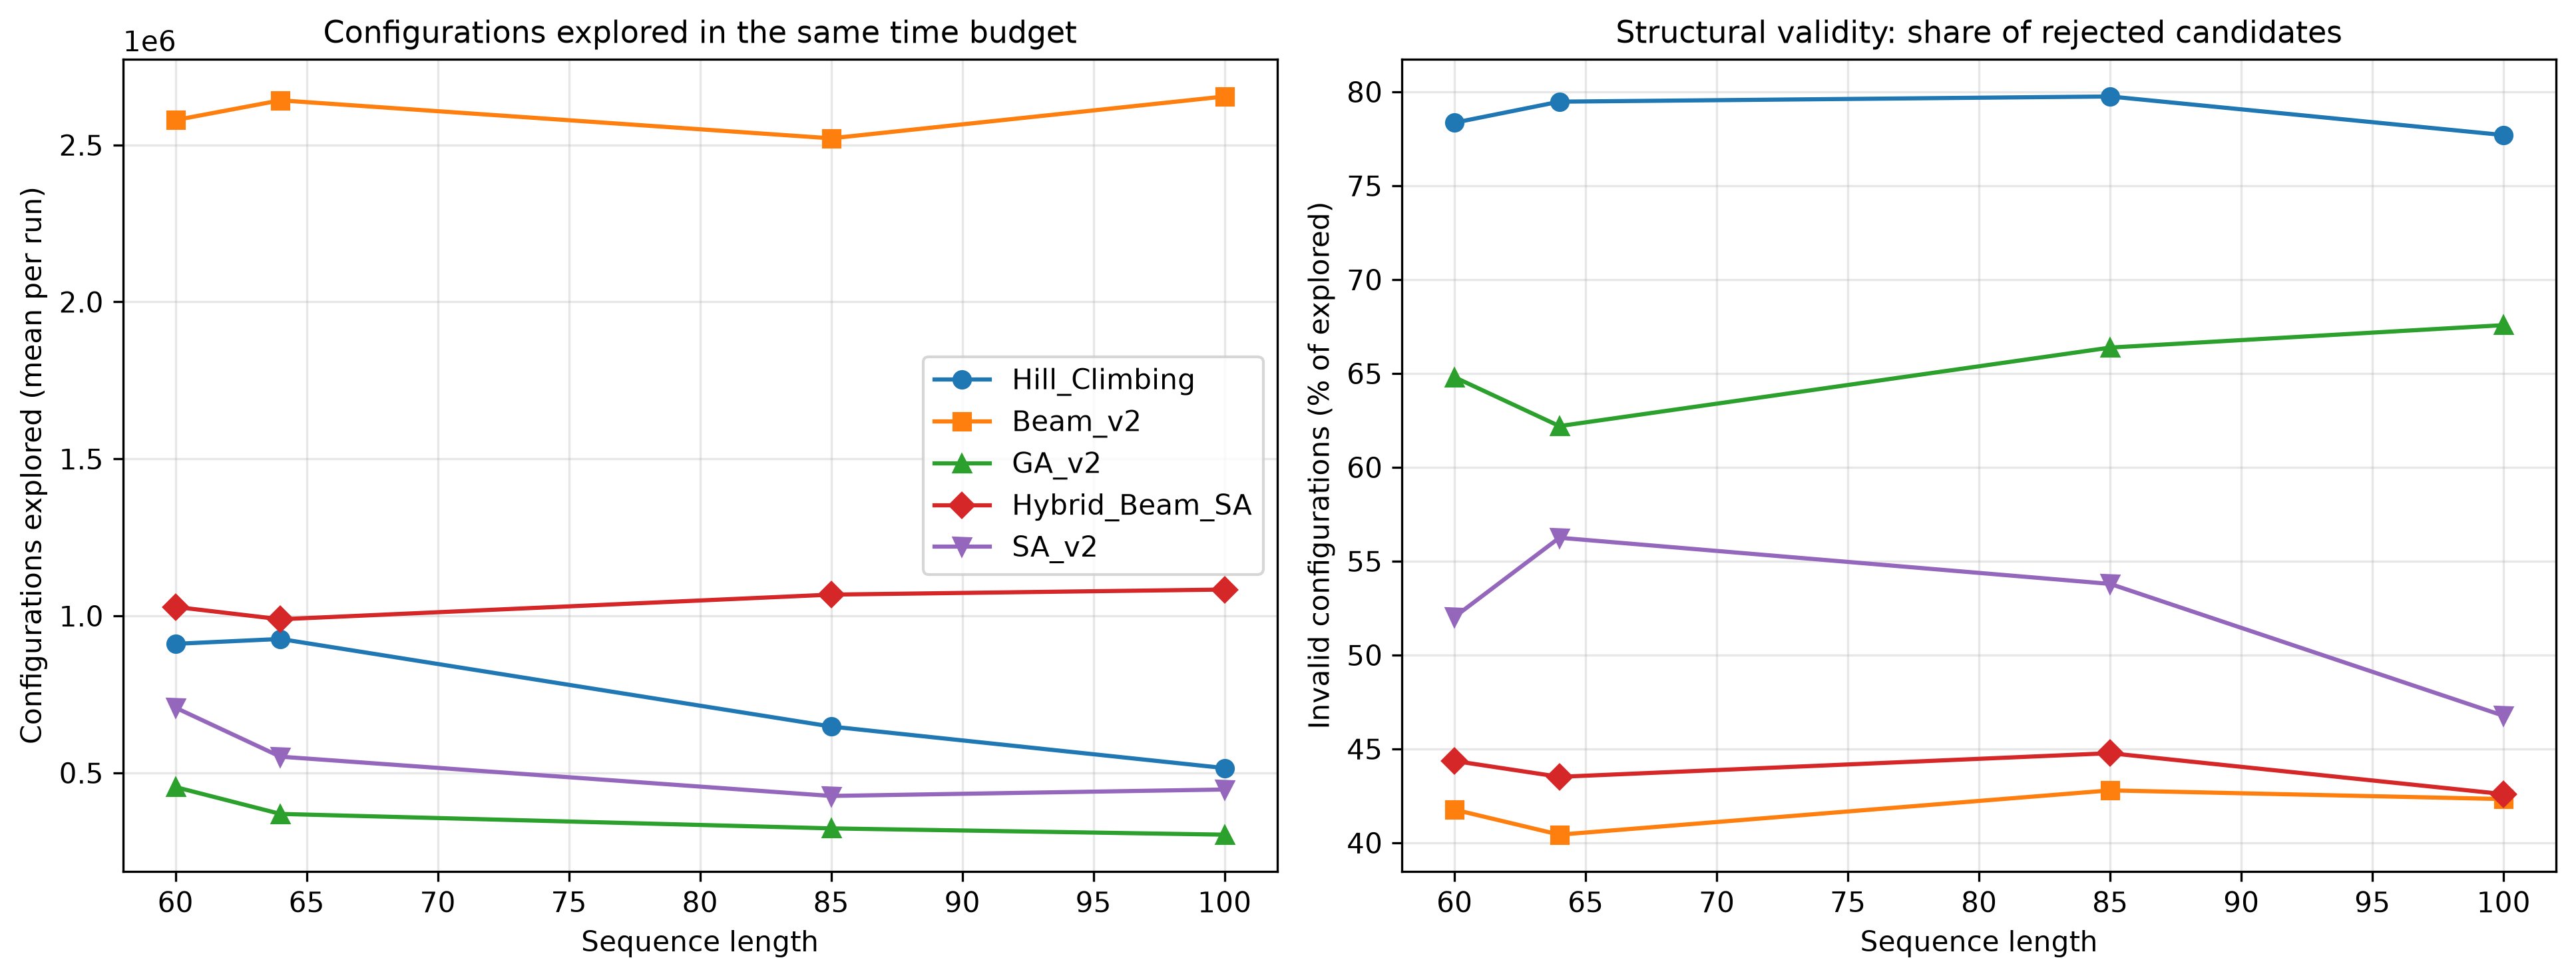 Configurations explored in the same time budget
1e6
Configurations explored (mean per run)
2.5
2.0
1.5
1.0
0.5
Hill_Climbing
Beam_v2
GA_v2
Hybrid_Beam_SA
SA_v2
60 65 70 75 80 85 90 95 100
Sequence length
Structural validity: share of rejected candidates
Invalid configurations (% of explored)
80
75
70
65
60
55
50
45
40
60 65 70 75 80 85 90 95 100
Sequence length